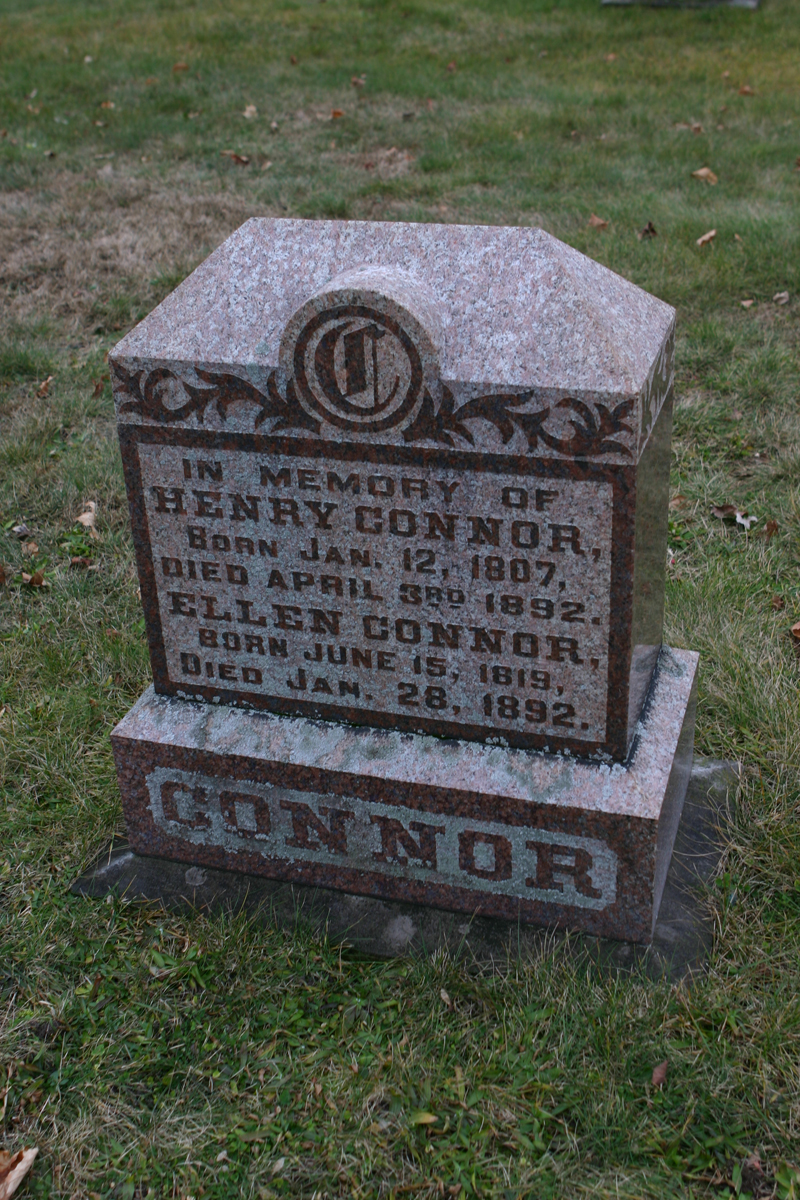 C
IN MEMORY OF
HENRY CONNOR,
BORN JAN. 12, 1807,
DIED APRIL 3RD 1892.
ELLEN CONNOR,
BORN JUNE 15, 1819,
DIED JAN. 28, 1892.
CONNOR